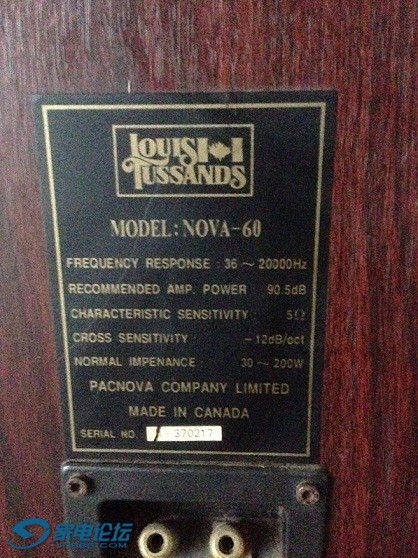 LOUIS
TUSSANDS
MODEL: NOVA-60
FREQUENCY RESPONSE : 36 ~ 20000Hz
RECOMMENDED AMP. POWER 90.5dB
CHARACTERISTIC SENSITIVITY : 5Ω
CROSS SENSITIVITY : -12dB/oct
NORMAL IMPENANCE : 30 ~ 200W
PACNOVA COMPANY LIMITED
MADE IN CANADA
SERIAL NO. 370217
家电论坛